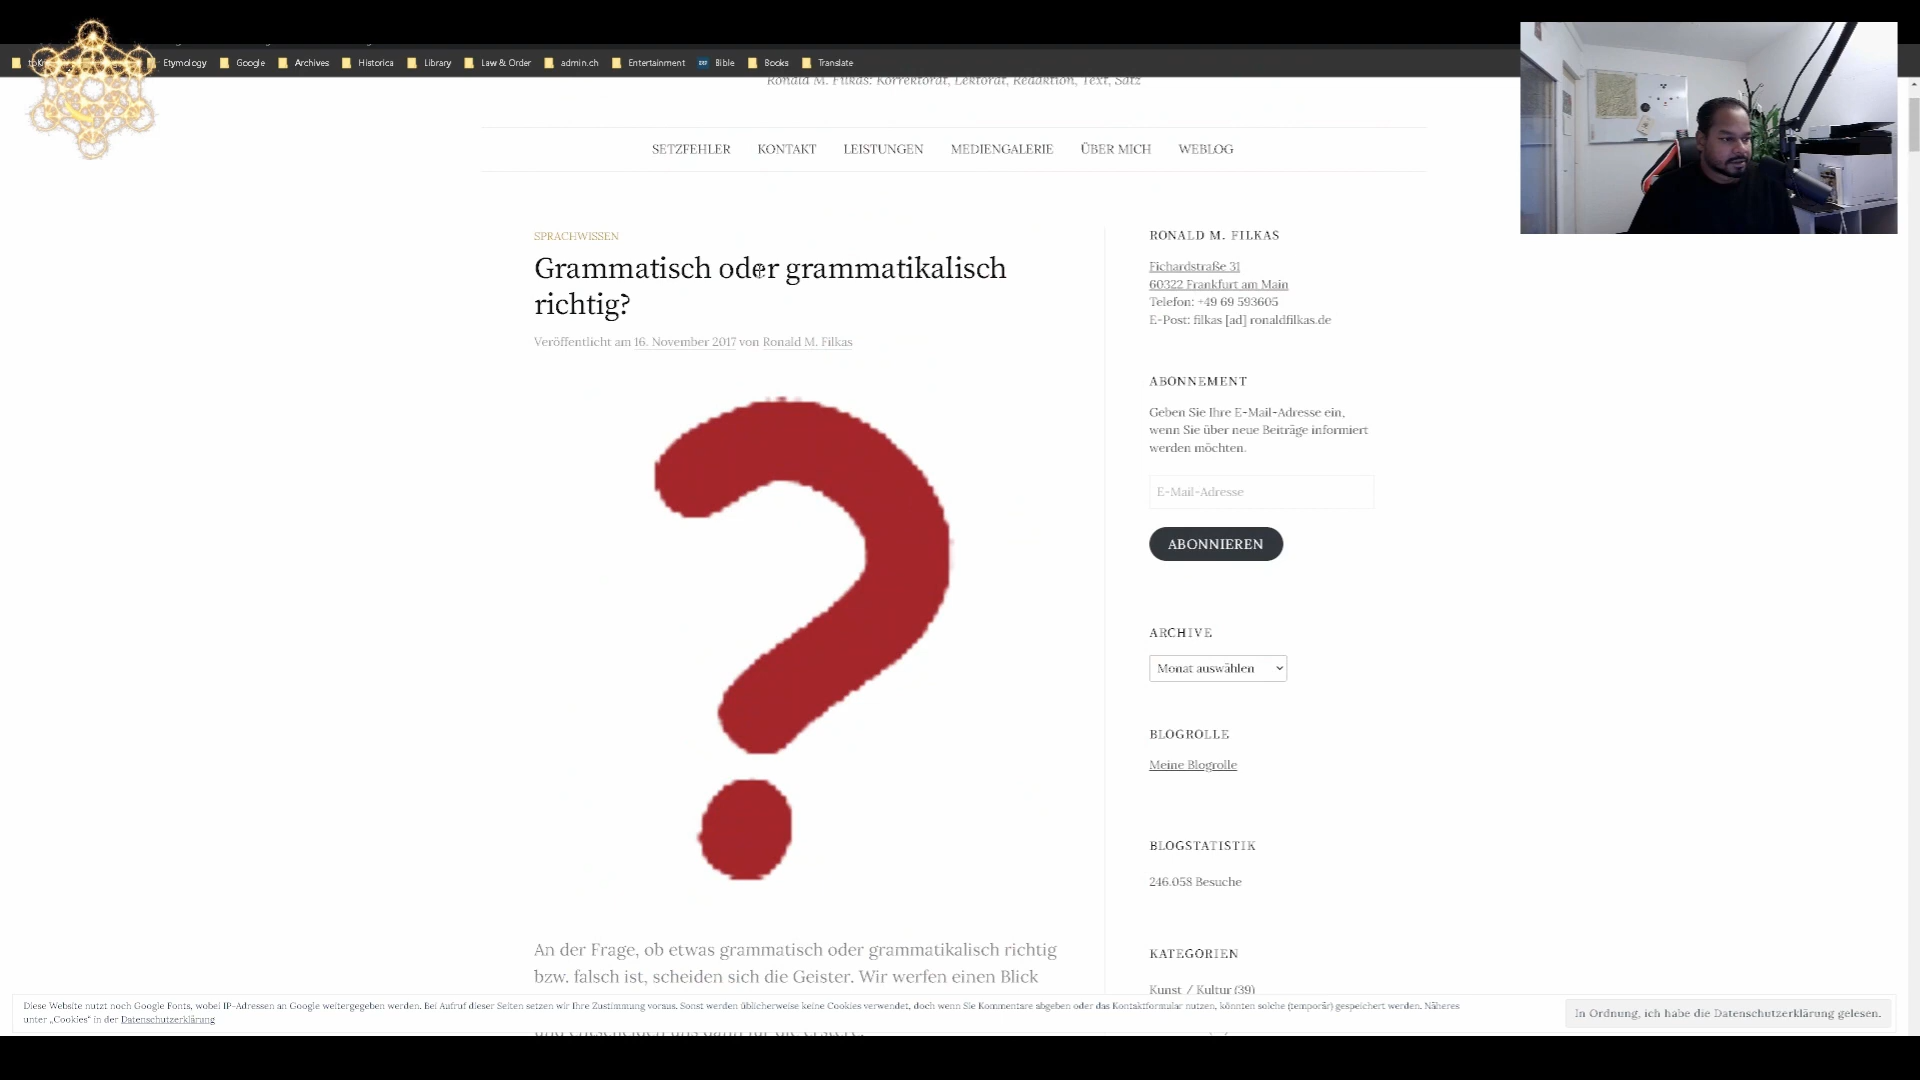 Etymology
Google
Archives
Historica
Library
Law & Order
admin.ch
Entertainment
Bible
Books
Translate
Ronald M. Filkas: Korrektorat, Lektorat, Redaktion, Text, Satz
SETZFEHLER
KONTAKT
LEISTUNGEN
MEDIENGALERIE
ÜBER MICH
WEBLOG
SPRACHWISSEN
Grammatisch oder grammatikalisch
richtig?
Veröffentlicht am 16. November 2017 von Ronald M. Filkas
An der Frage, ob etwas grammatisch oder grammatikalisch richtig
bzw. falsch ist, scheiden sich die Geister. Wir werfen einen Blick
RONALD M. FILKAS
Fichardstraße 31
60322 Frankfurt am Main
Telefon: +49 69 593605
E-Post: filkas [ad] ronaldfilkas.de
ABONNEMENT
Geben Sie Ihre E-Mail-Adresse ein,
wenn Sie über neue Beiträge informiert
werden möchten.
E-Mail-Adresse
ABONNIEREN
ARCHIVE
Monat auswählen
BLOGROLLE
Meine Blogrolle
BLOGSTATISTIK
246.058 Besuche
KATEGORIEN
Kunst / Kultur (39)
Diese Website nutzt noch Google Fonts, wobei IP-Adressen an Google weitergegeben werden. Bei Aufruf dieser Seiten setzen wir Ihre Zustimmung voraus. Sonst werden üblicherweise keine Cookies verwendet, doch wenn Sie Kommentare abgeben oder das Kontaktformular nutzen, könnten solche (temporär) gespeichert werden. Näheres
unter „Cookies“ in der Datenschutzerklärung
In Ordnung, ich habe die Datenschutzerklärung gelesen.